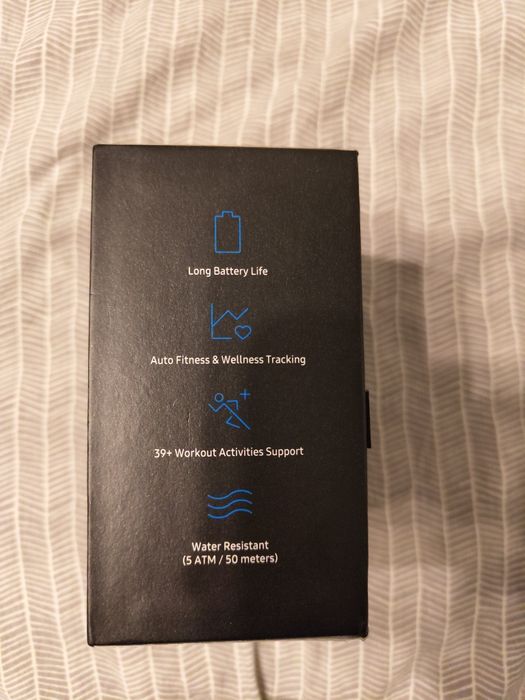 Long Battery Life
Auto Fitness & Wellness Tracking
39+ Workout Activities Support
Water Resistant
(5 ATM / 50 meters)